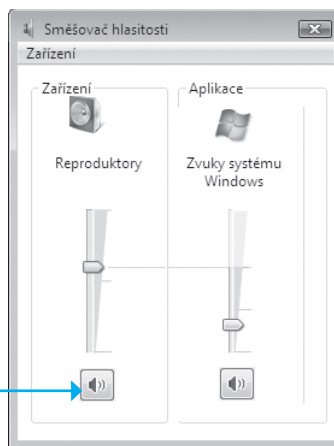 Směšovač hlasitosti
Zařízení
Zařízení
Aplikace
Reproduktory
Zvuky systému
Windows